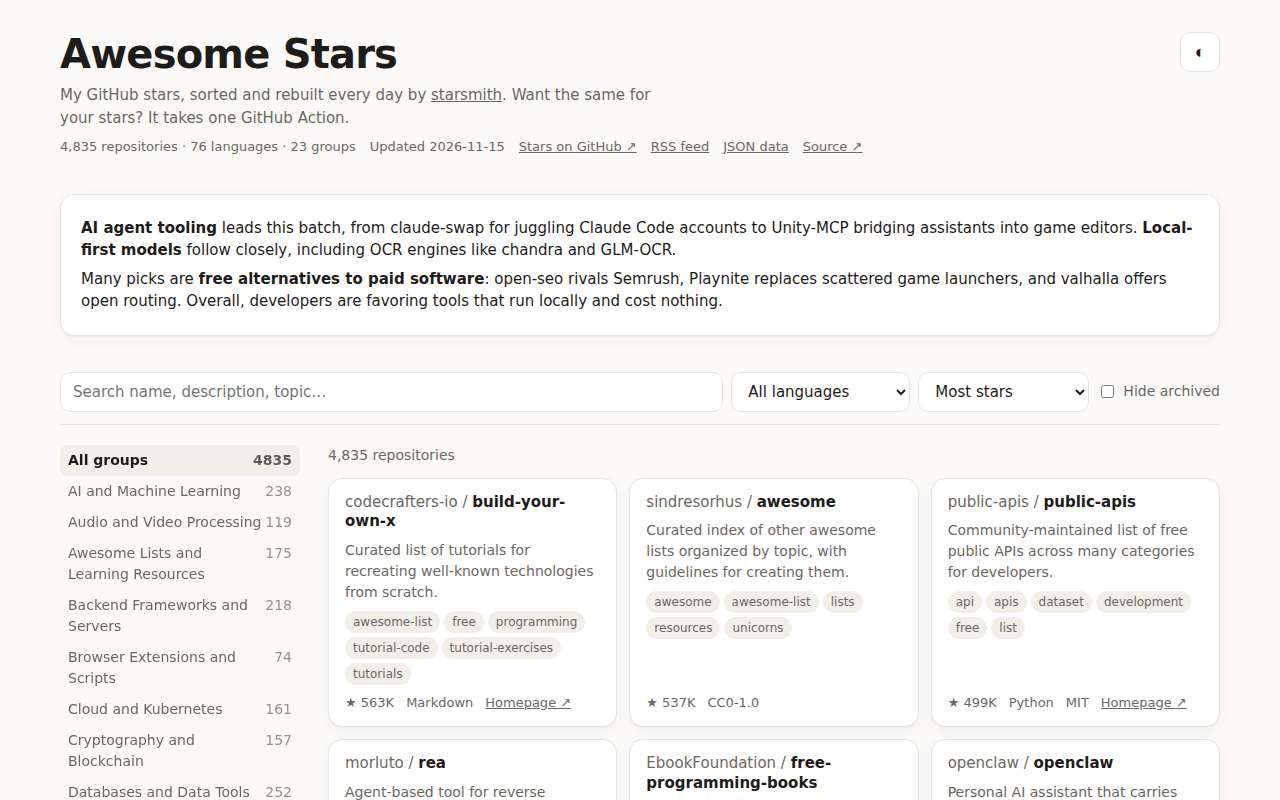 Awesome Stars
My GitHub stars, sorted and rebuilt every day by starsmith. Want the same for
your stars? It takes one GitHub Action.
4,835 repositories · 76 languages · 23 groups Updated 2026-11-15 Stars on GitHub ↗ RSS feed JSON data Source ↗
AI agent tooling leads this batch, from claude-swap for juggling Claude Code accounts to Unity-MCP bridging assistants into game editors. Local-
first models follow closely, including OCR engines like chandra and GLM-OCR.
Many picks are free alternatives to paid software: open-seo rivals Semrush, Playnite replaces scattered game launchers, and valhalla offers
open routing. Overall, developers are favoring tools that run locally and cost nothing.
Search name, description, topic…
All languages
Most stars
Hide archived
All groups 4835
AI and Machine Learning 238
Audio and Video Processing 119
Awesome Lists and
Learning Resources 175
Backend Frameworks and
Servers 218
Browser Extensions and
Scripts 74
Cloud and Kubernetes 161
Cryptography and
Blockchain 157
Databases and Data Tools 252
4,835 repositories
codecrafters-io / build-your-
own-x
Curated list of tutorials for
recreating well-known technologies
from scratch.
awesome-list free programming
tutorial-code tutorial-exercises
tutorials
★ 563K Markdown Homepage ↗
sindresorhus / awesome
Curated index of other awesome
lists organized by topic, with
guidelines for creating them.
awesome awesome-list lists
resources unicorns
★ 537K CC0-1.0
public-apis / public-apis
Community-maintained list of free
public APIs across many categories
for developers.
api apis dataset development
free list
★ 499K Python MIT Homepage ↗
morluto / rea
Agent-based tool for reverse
EbookFoundation / free-
programming-books
openclaw / openclaw
Personal AI assistant that carries